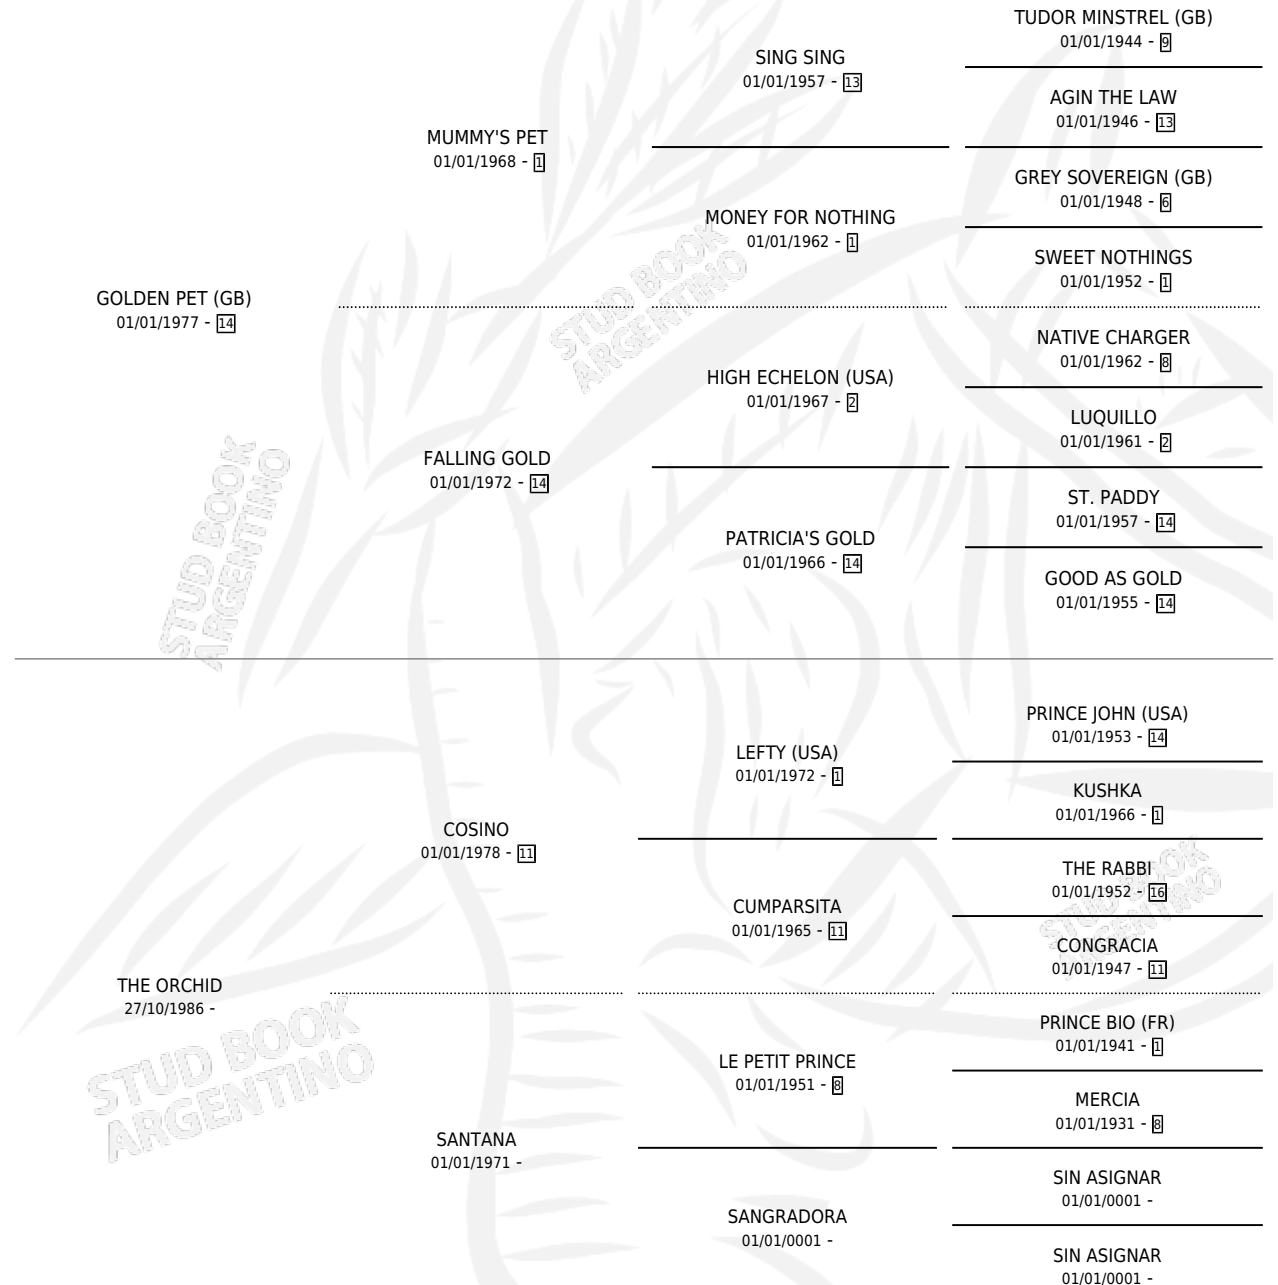 TUDOR MINSTREL (GB)
01/01/1944 - 9
SING SING
01/01/1957 - 13
AGIN THE LAW
01/01/1946 - 13
MUMMY'S PET
01/01/1968 - 1
GREY SOVEREIGN (GB)
01/01/1948 - 6
MONEY FOR NOTHING
01/01/1962 - 1
SWEET NOTHINGS
01/01/1952 - 1
GOLDEN PET (GB)
01/01/1977 - 14
NATIVE CHARGER
01/01/1962 - 8
HIGH ECHELON (USA)
01/01/1967 - 2
LUQUILLO
01/01/1961 - 2
FALLING GOLD
01/01/1972 - 14
ST. PADDY
01/01/1957 - 14
PATRICIA'S GOLD
01/01/1966 - 14
GOOD AS GOLD
01/01/1955 - 14
PRINCE JOHN (USA)
01/01/1953 - 14
LEFTY (USA)
01/01/1972 - 1
KUSHKA
01/01/1966 - 1
COSINO
01/01/1978 - 11
THE RABBI
01/01/1952 - 16
CUMPARSITA
01/01/1965 - 11
CONGRACIA
01/01/1947 - 11
THE ORCHID
27/10/1986 -
PRINCE BIO (FR)
01/01/1941 - 1
LE PETIT PRINCE
01/01/1951 - 8
MERCIA
01/01/1931 - 8
SANTANA
01/01/1971 -
SIN ASIGNAR
01/01/0001 -
SANGRADORA
01/01/0001 -
SIN ASIGNAR
01/01/0001 -
STUD BOOK
ARGENTINO
STUD BOOK
ARGENTINO
STUD BOOK
ARGENTINO
STUD BOOK
ARGENTINO